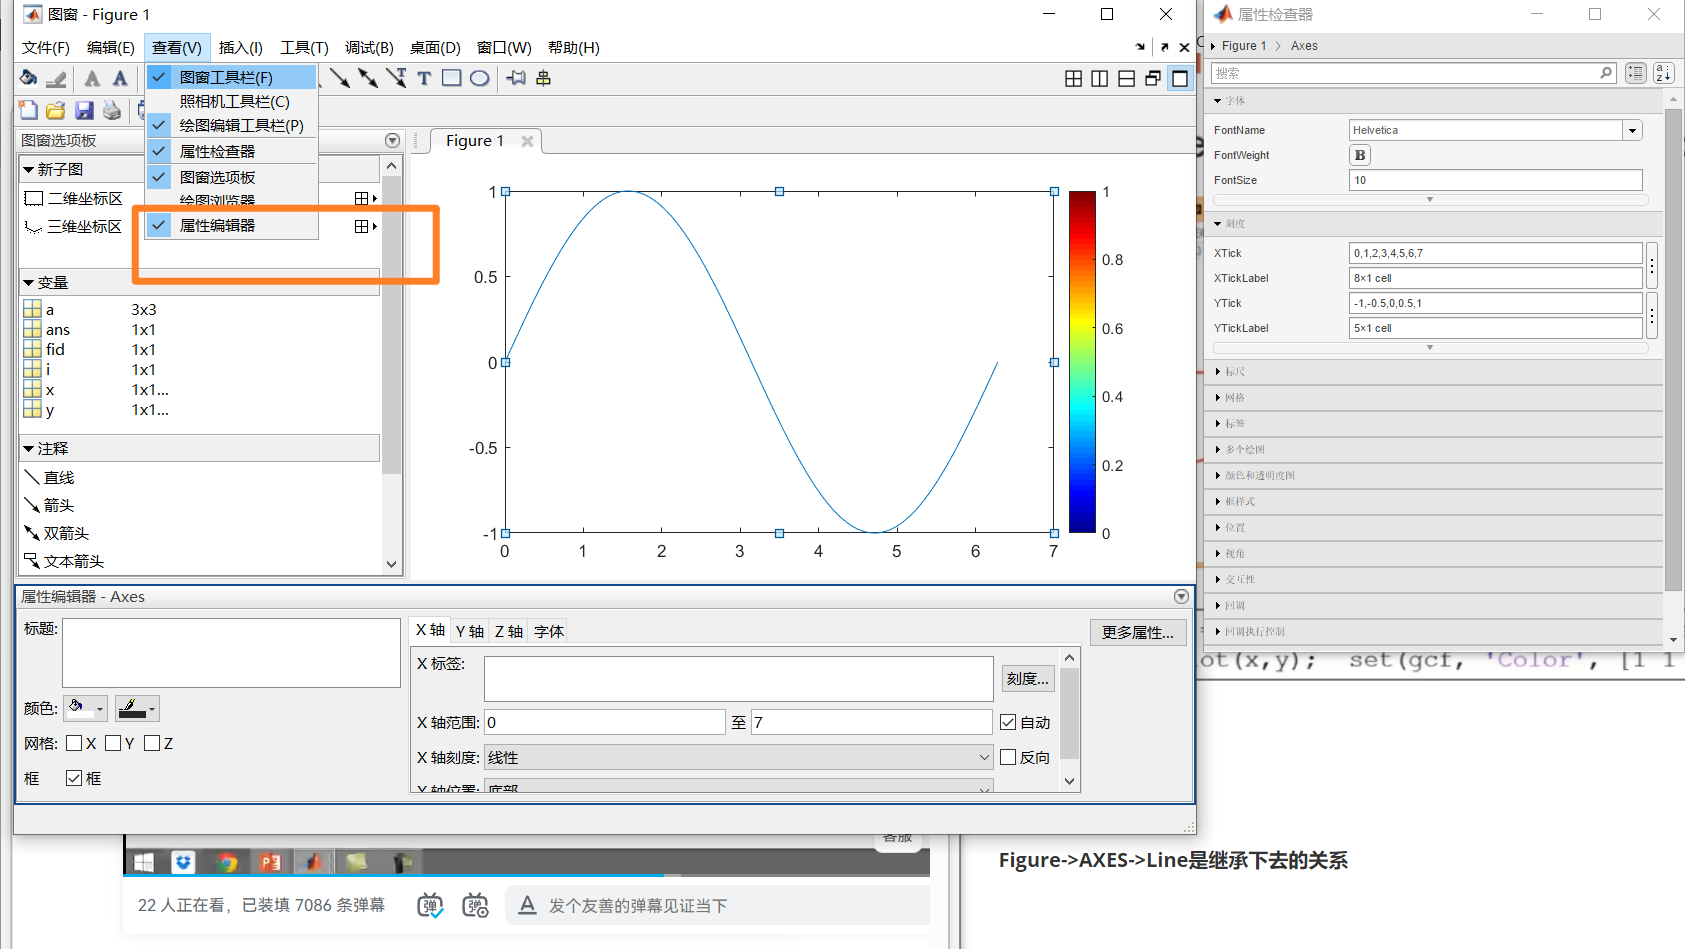 图窗 - Figure 1
文件(F) 编辑(E) 查看(V) 插入(I) 工具(T) 调试(B) 桌面(D) 窗口(W) 帮助(H)
图窗工具栏(F)
照相机工具栏(C)
绘图编辑工具栏(P)
属性检查器
图窗选项板
绘图浏览器
属性编辑器
图窗选项板
新子图
二维坐标区
三维坐标区
变量
a 3x3
ans 1x1
fid 1x1
i 1x1
x 1x1...
y 1x1...
注释
直线
箭头
双箭头
文本箭头
Figure 1
1
0.5
0
-0.5
-1
0 1 2 3 4 5 6 7
1
0.8
0.6
0.4
0.2
0
属性编辑器 - Axes
标题:
颜色:
网格: X Y Z
框 框
X 轴 Y 轴 Z 轴 字体
X 标签:
刻度...
X 轴范围: 0 至 7 自动
X 轴刻度: 线性 反向
X 轴位置: 底部
更多属性...
属性检查器
Figure 1 Axes
搜索
字体
FontName Helvetica
FontWeight B
FontSize 10
刻度
XTick 0,1,2,3,4,5,6,7
XTickLabel 8×1 cell
YTick -1,-0.5,0,0.5,1
YTickLabel 5×1 cell
标尺
网格
标签
多个绘图
颜色和透明度图
框样式
位置
视角
交互性
回调
回调执行控制
ot(x,y); set(gcf, 'Color', [1 1
客服
22 人正在看, 已装填 7086 条弹幕
弹 弹 A 发个友善的弹幕见证当下
Figure->AXES->Line是继承下去的关系